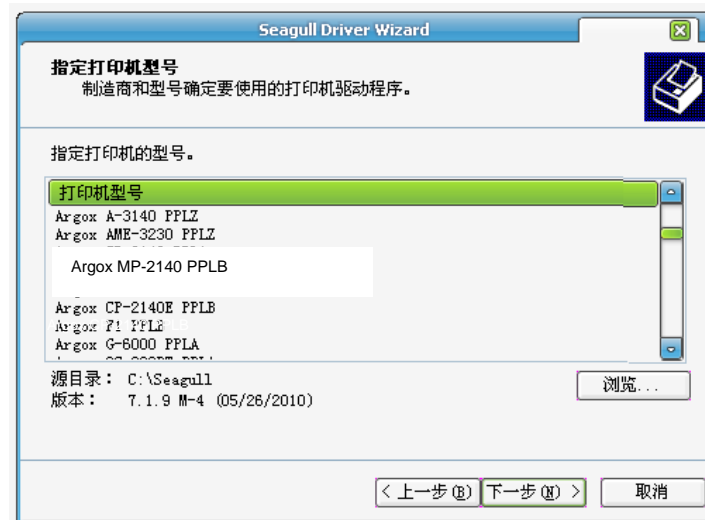 Seagull Driver Wizard
指定打印机型号
制造商和型号确定要使用的打印机驱动程序。
指定打印机的型号。
打印机型号
Argox A-3140 PPLZ
Argox AME-3230 PPLZ
Argox MP-2140 PPLB
Argox CP-2140E PPLB
Argox F1 PPLB
Argox G-6000 PPLA
源目录： C:\Seagull
浏览...
版本： 7.1.9 M-4 (05/26/2010)
< 上一步(B) 下一步(N) > 取消